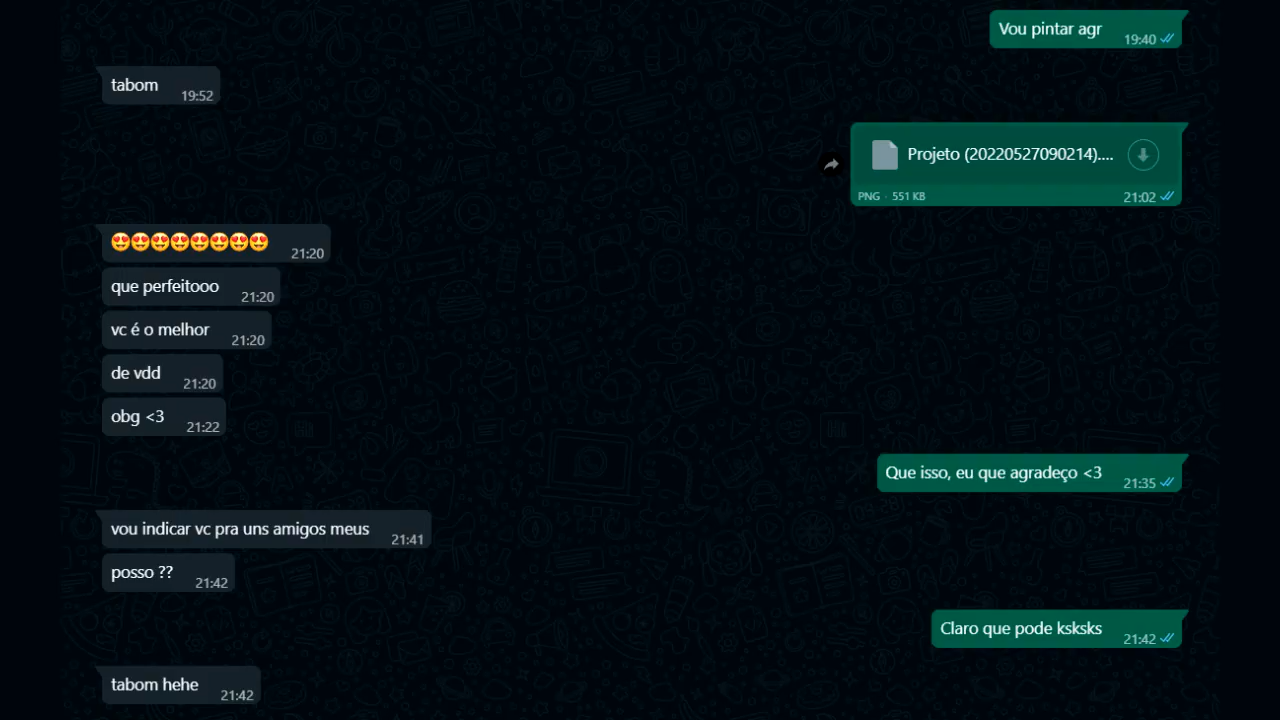 Vou pintar agr
19:40
tabom
19:52
Projeto (20220527090214)....
PNG · 551 KB
21:02
😍😍😍😍😍😍😍😍
21:20
que perfeitooo
21:20
vc é o melhor
21:20
de vdd
21:20
obg <3
21:22
Que isso, eu que agradeço <3
21:35
vou indicar vc pra uns amigos meus
21:41
posso ??
21:42
Claro que pode ksksks
21:42
tabom hehe
21:42